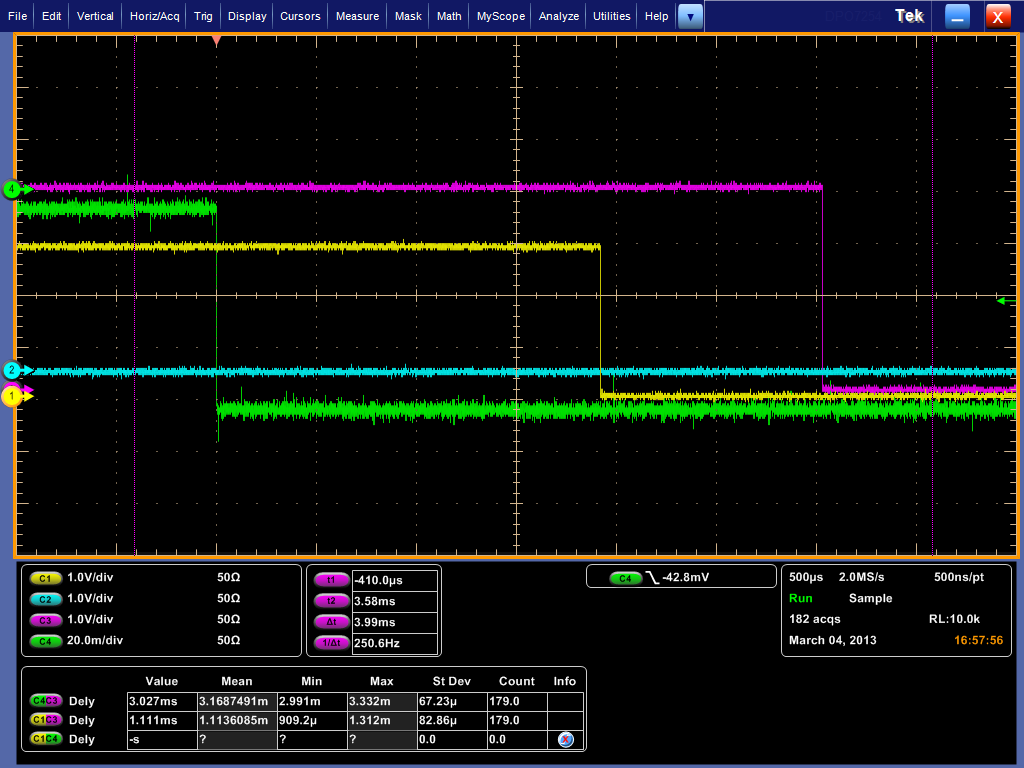 File Edit Vertical Horiz/Acq Trig Display Cursors Measure Mask Math MyScope Analyze Utilities Help Tek X
4
2
1
C1 1.0V/div 50Ω
C2 1.0V/div 50Ω
C3 1.0V/div 50Ω
C4 20.0m/div 50Ω
t1 -410.0µs
t2 3.58ms
Δt 3.99ms
1/Δt 250.6Hz
C4 -42.8mV
500µs 2.0MS/s 500ns/pt
Run Sample
182 acqs RL:10.0k
March 04, 2013 16:57:56
Value Mean Min Max St Dev Count Info
C4C3 Dely 3.027ms 3.1687491m 2.991m 3.332m 67.23µ 179.0
C1C3 Dely 1.111ms 1.1136085m 909.2µ 1.312m 82.86µ 179.0
C1C4 Dely -s ? ? ? 0.0 0.0